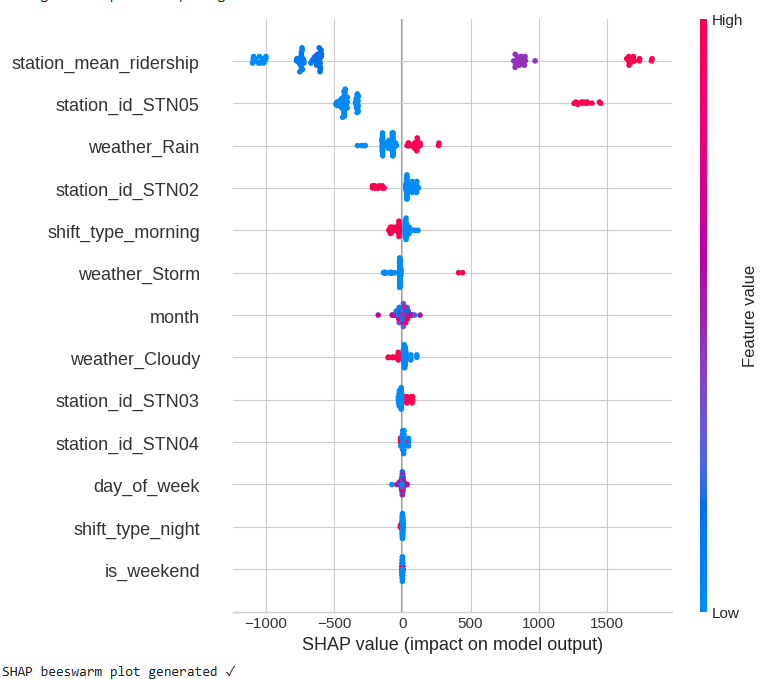 High
station_mean_ridership
station_id_STN05
weather_Rain
station_id_STN02
shift_type_morning
weather_Storm
month
weather_Cloudy
station_id_STN03
station_id_STN04
day_of_week
shift_type_night
is_weekend
Feature value
Low
−1000 −500 0 500 1000 1500
SHAP value (impact on model output)
SHAP beeswarm plot generated ✓